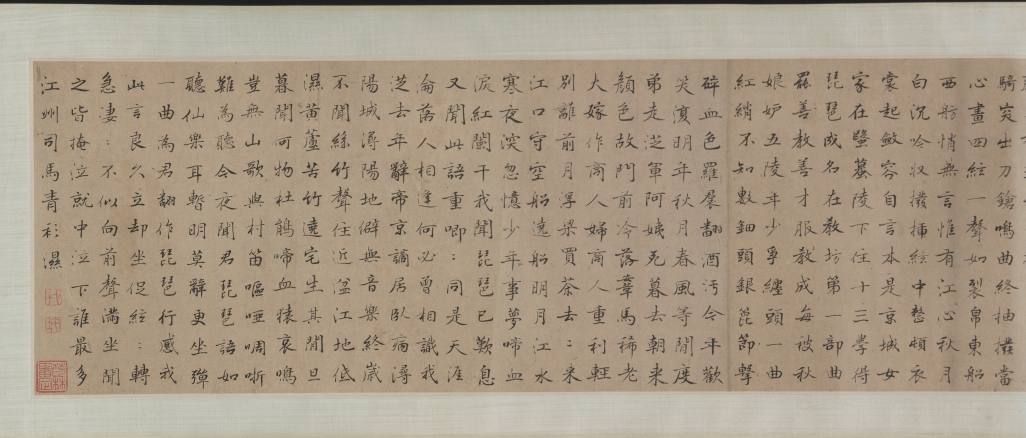 騎突出刀鎗鳴曲終抽撥當
心畫四絃一聲如裂帛東船
西舫悄無言惟有江心秋月
白沉吟收撥插絃中整頓衣
裳起斂容自言本是京城女
家在蟇陵下住十三學得
琵琶成名在教坊第一部曲
罷善教善才服教成每被秋
娘妒五陵年少爭纏頭一曲
紅綃不知數鈿頭銀篦節擊
碎血色羅裙翻酒污今年歡
笑復明年秋月春風等閒度
弟走從軍阿姨死暮去朝来
顏色故門前冷落鞌馬稀老
大嫁作商人婦商人重利輕
別離前月浮梁買茶去〻来
江口守空船遶船明月江水
寒夜深忽憶少年事夢啼血
淚紅闌干我聞琵琶已歎息
又聞此語重唧〻同是天涯
淪落人相逢何必曾相識我
從去年辭帝京謫居臥病潯
陽城潯陽地僻無音樂終歲
不聞絲竹聲住近湓江地低
濕黃蘆苦竹遶宅生其間旦
暮聞何物杜鵑啼血猿哀鳴
豈無山歌與村笛嘔啞啁哳
難為聽今夜聞君琵琶語如
聽仙樂耳暫明莫辭更坐彈
一曲為君翻作琵琶行感我
此言良久立却坐促絃〻轉
急淒〻不似向前聲滿坐聞
之皆掩泣就中泣下誰最多
江州司馬青衫濕